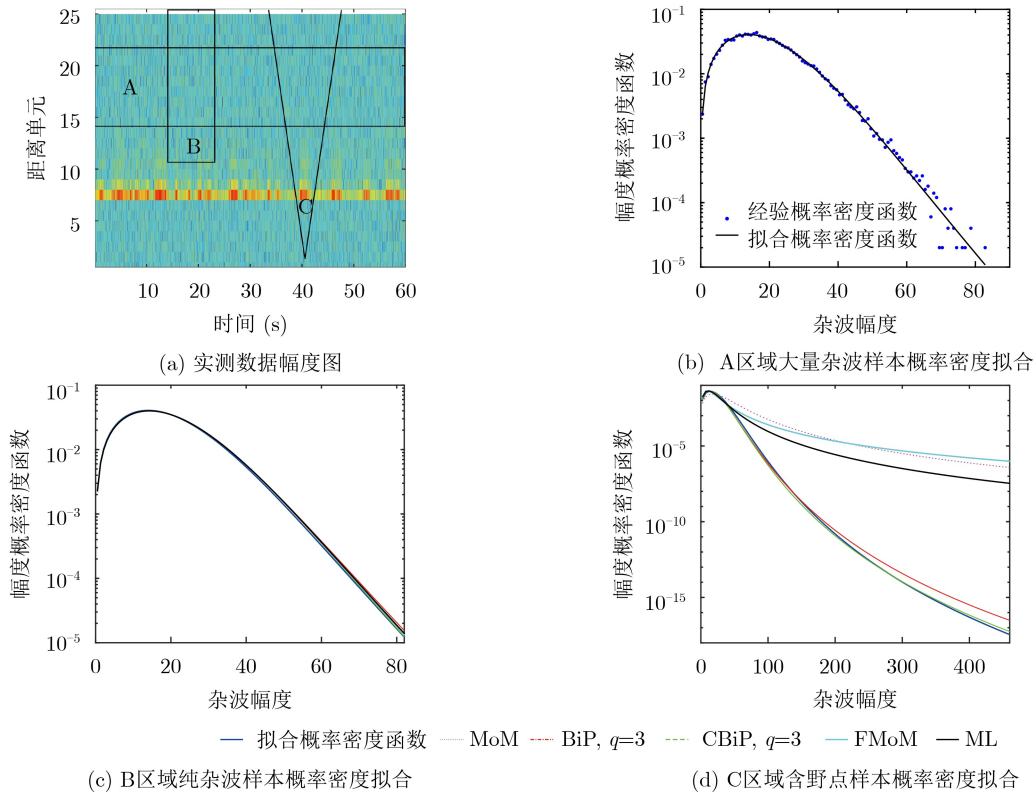 25
20
15
10
5
距离单元
A
B
C
10 20 30 40 50 60
时间 (s)
(a) 实测数据幅度图
10⁻¹
10⁻²
10⁻³
10⁻⁴
10⁻⁵
幅度概率密度函数
经验概率密度函数
拟合概率密度函数
0 20 40 60 80
杂波幅度
(b) A区域大量杂波样本概率密度拟合
10⁻¹
10⁻²
10⁻³
10⁻⁴
10⁻⁵
幅度概率密度函数
0 20 40 60 80
杂波幅度
10⁻⁵
10⁻¹⁰
10⁻¹⁵
幅度概率密度函数
0 100 200 300 400
杂波幅度
拟合概率密度函数 MoM BiP, q=3 CBiP, q=3 FMoM ML
(c) B区域纯杂波样本概率密度拟合
(d) C区域含野点样本概率密度拟合